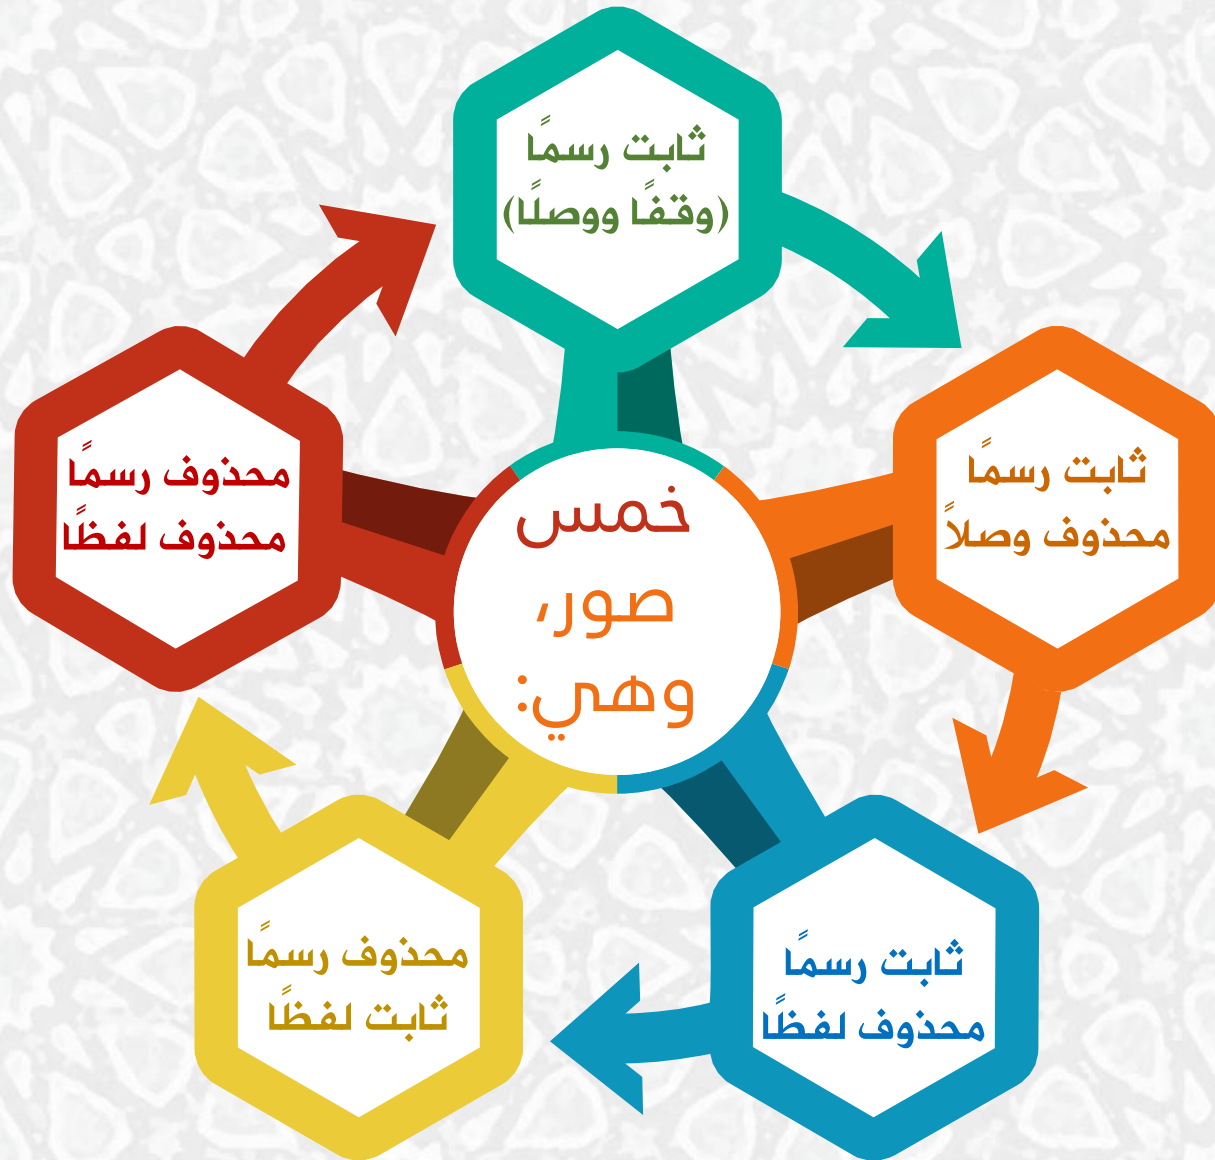 خمس
صور،
وهي:
ثابت رسمًا
(وقفًا ووصلًا)
ثابت رسمًا
محذوف وصلاً
ثابت رسمًا
محذوف لفظًا
محذوف رسمًا
ثابت لفظًا
محذوف رسمًا
محذوف لفظًا